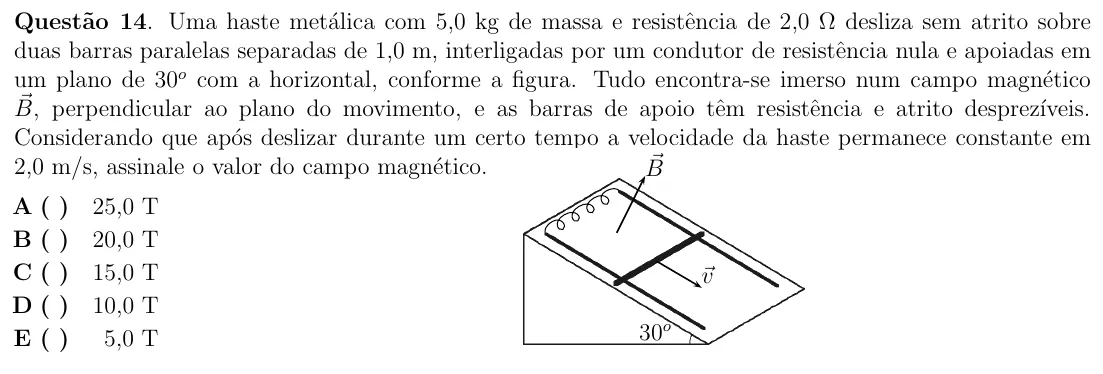 Questão 14. Uma haste metálica com 5,0 kg de massa e resistência de 2,0 Ω desliza sem atrito sobre
duas barras paralelas separadas de 1,0 m, interligadas por um condutor de resistência nula e apoiadas em
um plano de 30º com a horizontal, conforme a figura. Tudo encontra-se imerso num campo magnético
B⃗, perpendicular ao plano do movimento, e as barras de apoio têm resistência e atrito desprezíveis.
Considerando que após deslizar durante um certo tempo a velocidade da haste permanece constante em
2,0 m/s, assinale o valor do campo magnético.
B⃗
A ( ) 25,0 T
B ( ) 20,0 T
C ( ) 15,0 T
v⃗
D ( ) 10,0 T
E ( ) 5,0 T
30º